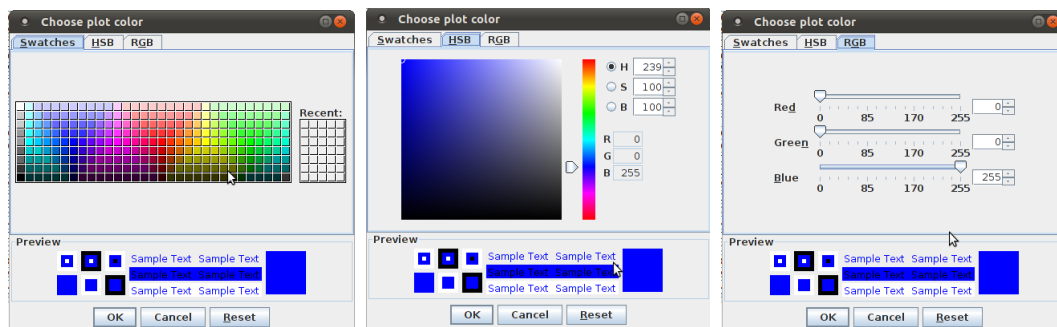 Choose plot color
Swatches HSB RGB
Recent:
Preview
Sample Text Sample Text
Sample Text Sample Text
Sample Text Sample Text
OK Cancel Reset
Choose plot color
Swatches HSB RGB
H 239
S 100
B 100
R 0
G 0
B 255
Preview
Sample Text Sample Text
Sample Text Sample Text
Sample Text Sample Text
OK Cancel Reset
Choose plot color
Swatches HSB RGB
Red 0
0 85 170 255
Green 0
0 85 170 255
Blue 255
0 85 170 255
Preview
Sample Text Sample Text
Sample Text Sample Text
Sample Text Sample Text
OK Cancel Reset